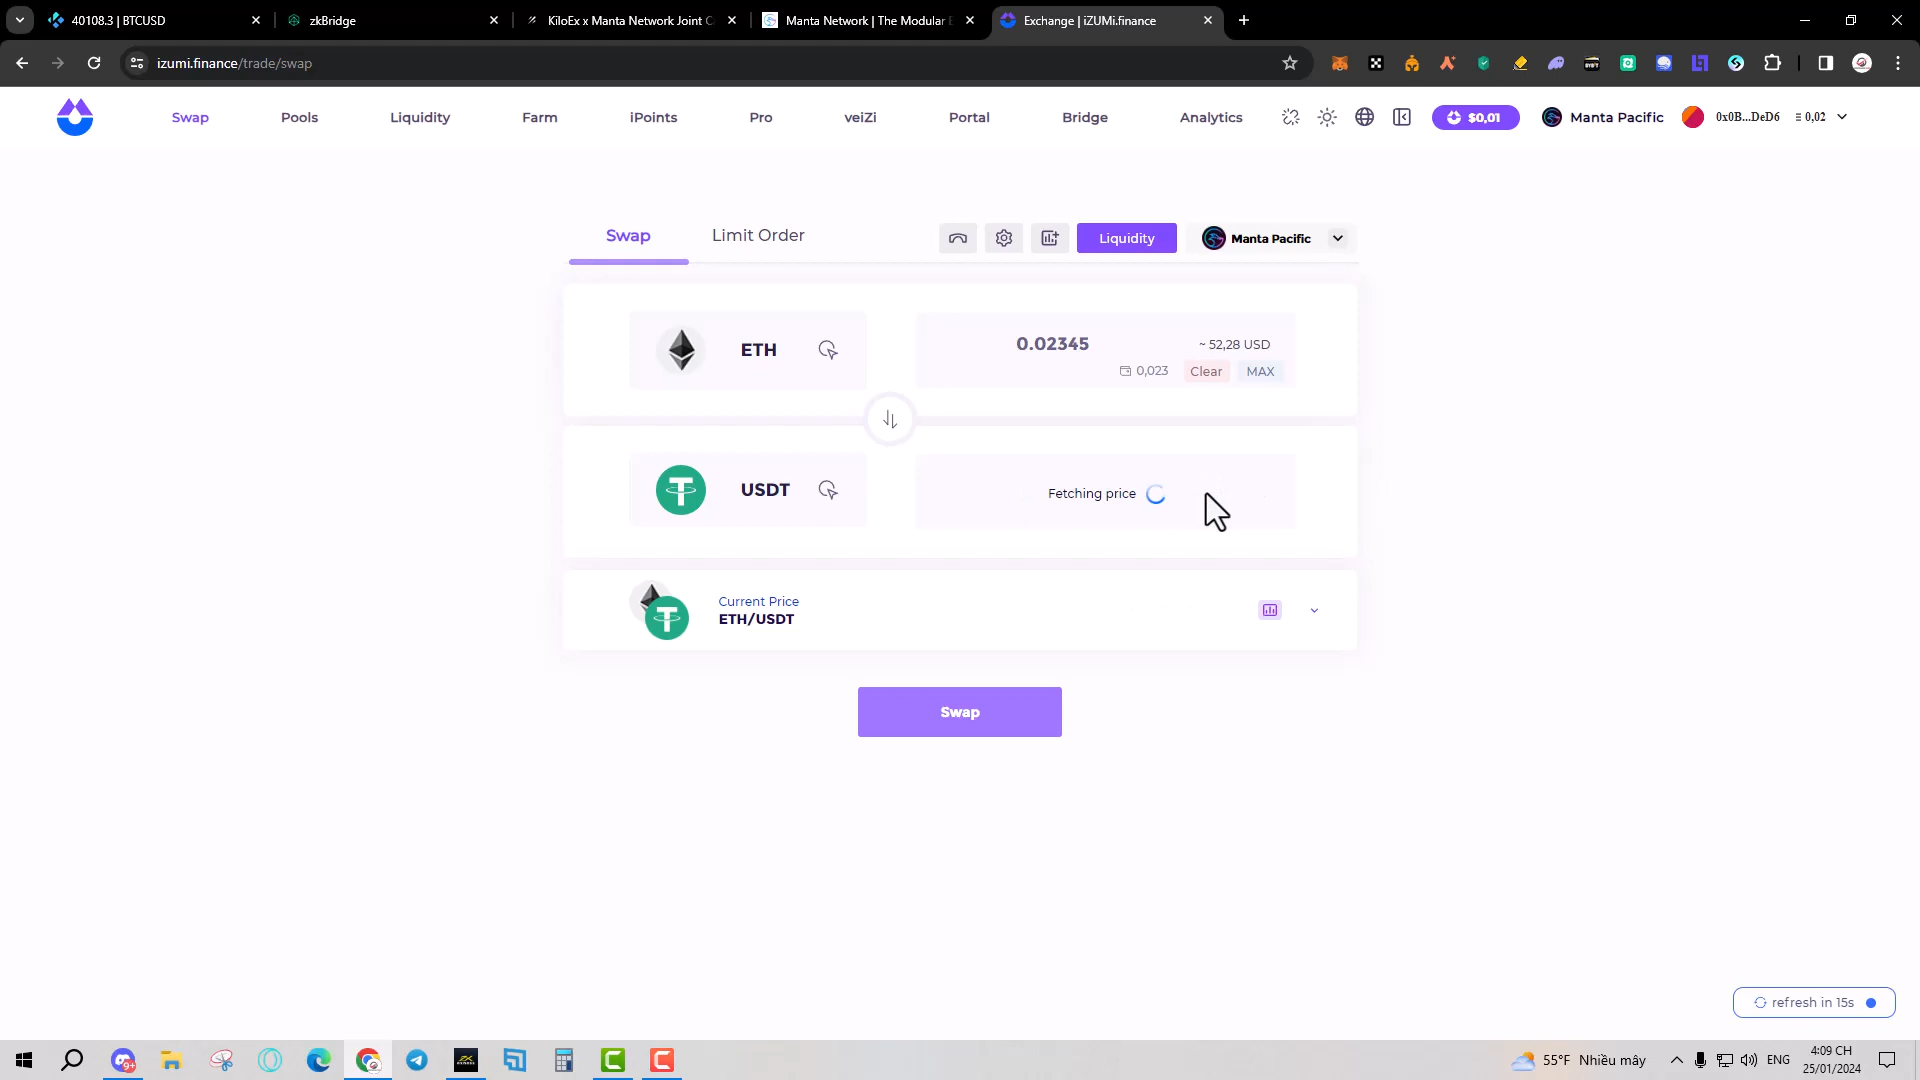 40108.3 | BTCUSD
zkBridge
KiloEx x Manta Network Joint C
Manta Network | The Modular E
Exchange | iZUMi.finance
izumi.finance/trade/swap
Swap
Pools
Liquidity
Farm
iPoints
Pro
veiZi
Portal
Bridge
Analytics
$0,01
Manta Pacific
0x0B...DeD6
0,02
Swap
Limit Order
Liquidity
Manta Pacific
ETH
0.02345
~ 52,28 USD
0,023
Clear
MAX
USDT
Fetching price
Current Price
ETH/USDT
Swap
refresh in 15s
55°F Nhiều mây
ENG
4:09 CH
25/01/2024